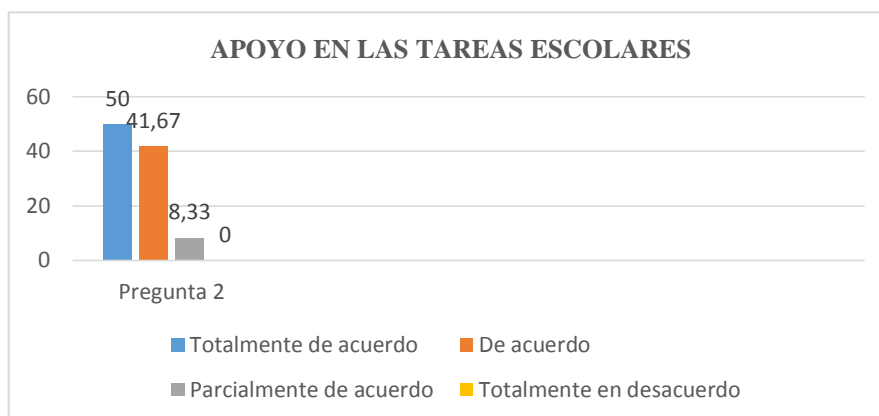 APOYO EN LAS TAREAS ESCOLARES
60
40
20
0
50
41,67
8,33
0
Pregunta 2
Totalmente de acuerdo
De acuerdo
Parcialmente de acuerdo
Totalmente en desacuerdo